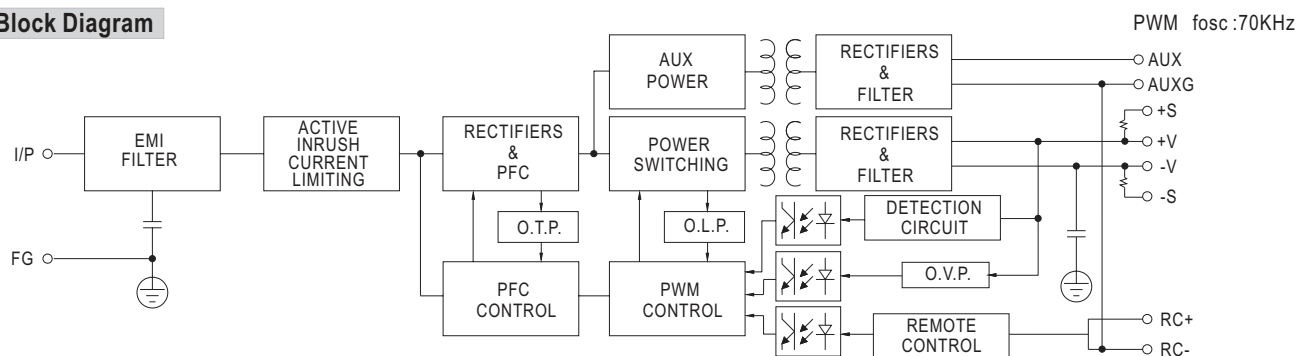 Block Diagram
PWM fosc :70KHz
I/P
EMI
FILTER
FG
ACTIVE
INRUSH
CURRENT
LIMITING
RECTIFIERS
&
PFC
O.T.P.
PFC
CONTROL
AUX
POWER
POWER
SWITCHING
O.L.P.
PWM
CONTROL
RECTIFIERS
&
FILTER
RECTIFIERS
&
FILTER
DETECTION
CIRCUIT
O.V.P.
REMOTE
CONTROL
AUX
AUXG
+S
+V
-V
-S
RC+
RC-